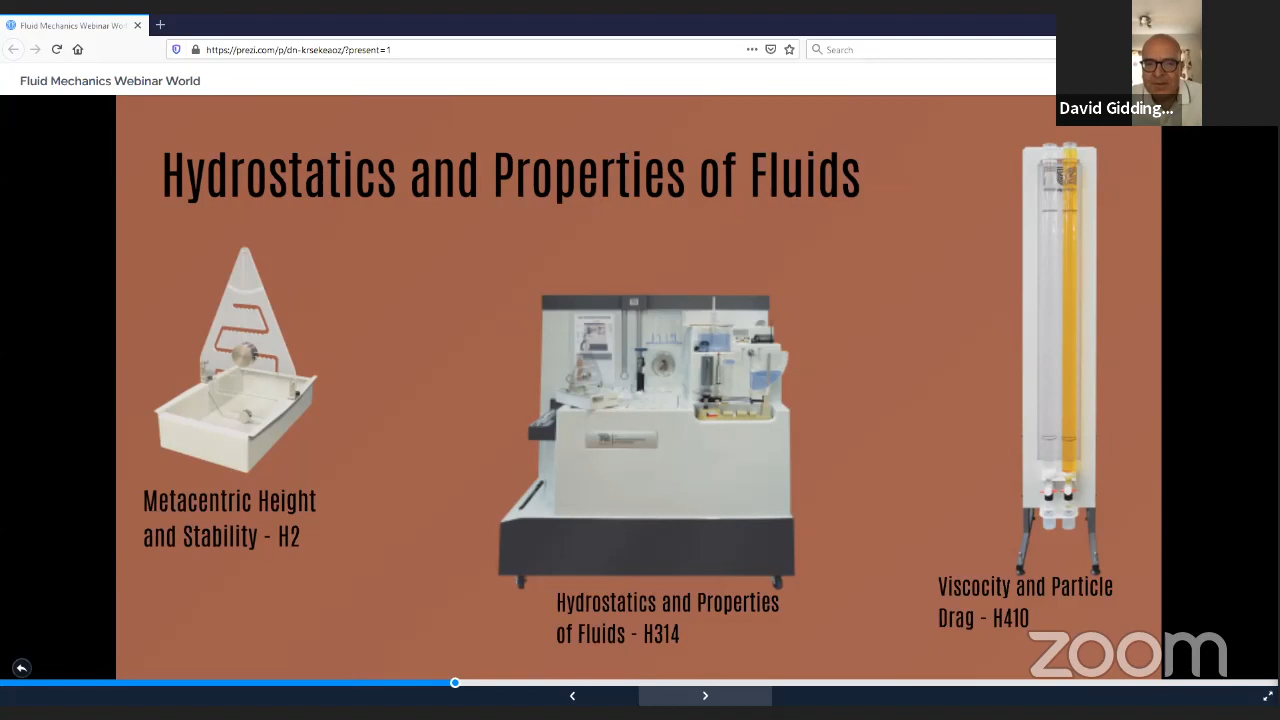 Fluid Mechanics Webinar Wor
https://prezi.com/p/dn-krsekeaoz/?present=1
Search
Fluid Mechanics Webinar World
David Gidding...
Hydrostatics and Properties of Fluids
Metacentric Height
and Stability - H2
Hydrostatics and Properties
of Fluids - H314
Viscocity and Particle
Drag - H410
zoom